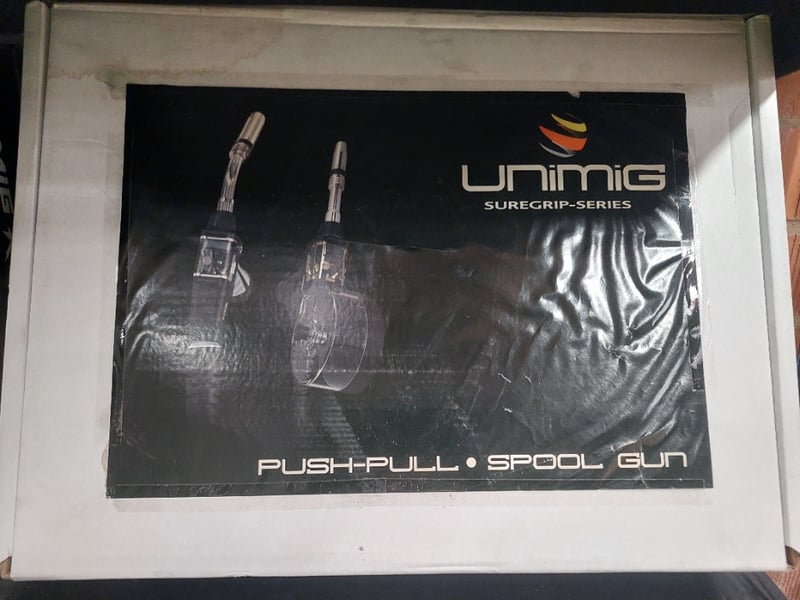 UNiMiG
SUREGRIP-SERIES
PUSH-PULL • SPOOL GUN